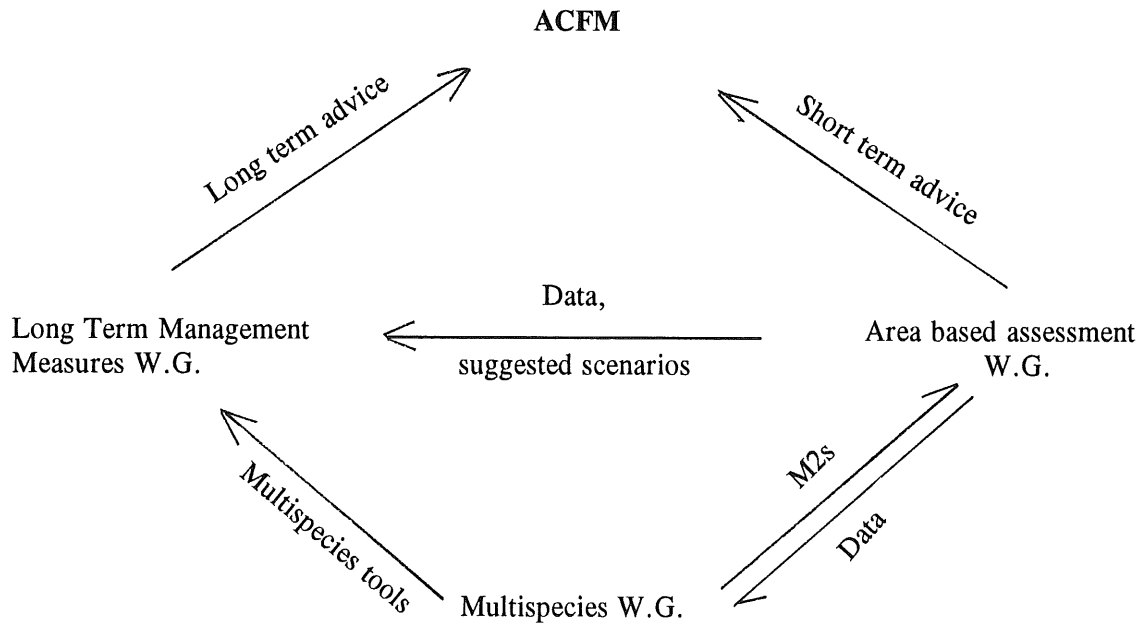 ACFM
Long term advice
Short term advice
Data,
suggested scenarios
Long Term Management
Measures W.G.
Area based assessment
W.G.
Multispecies tools
M2s
Data
Multispecies W.G.